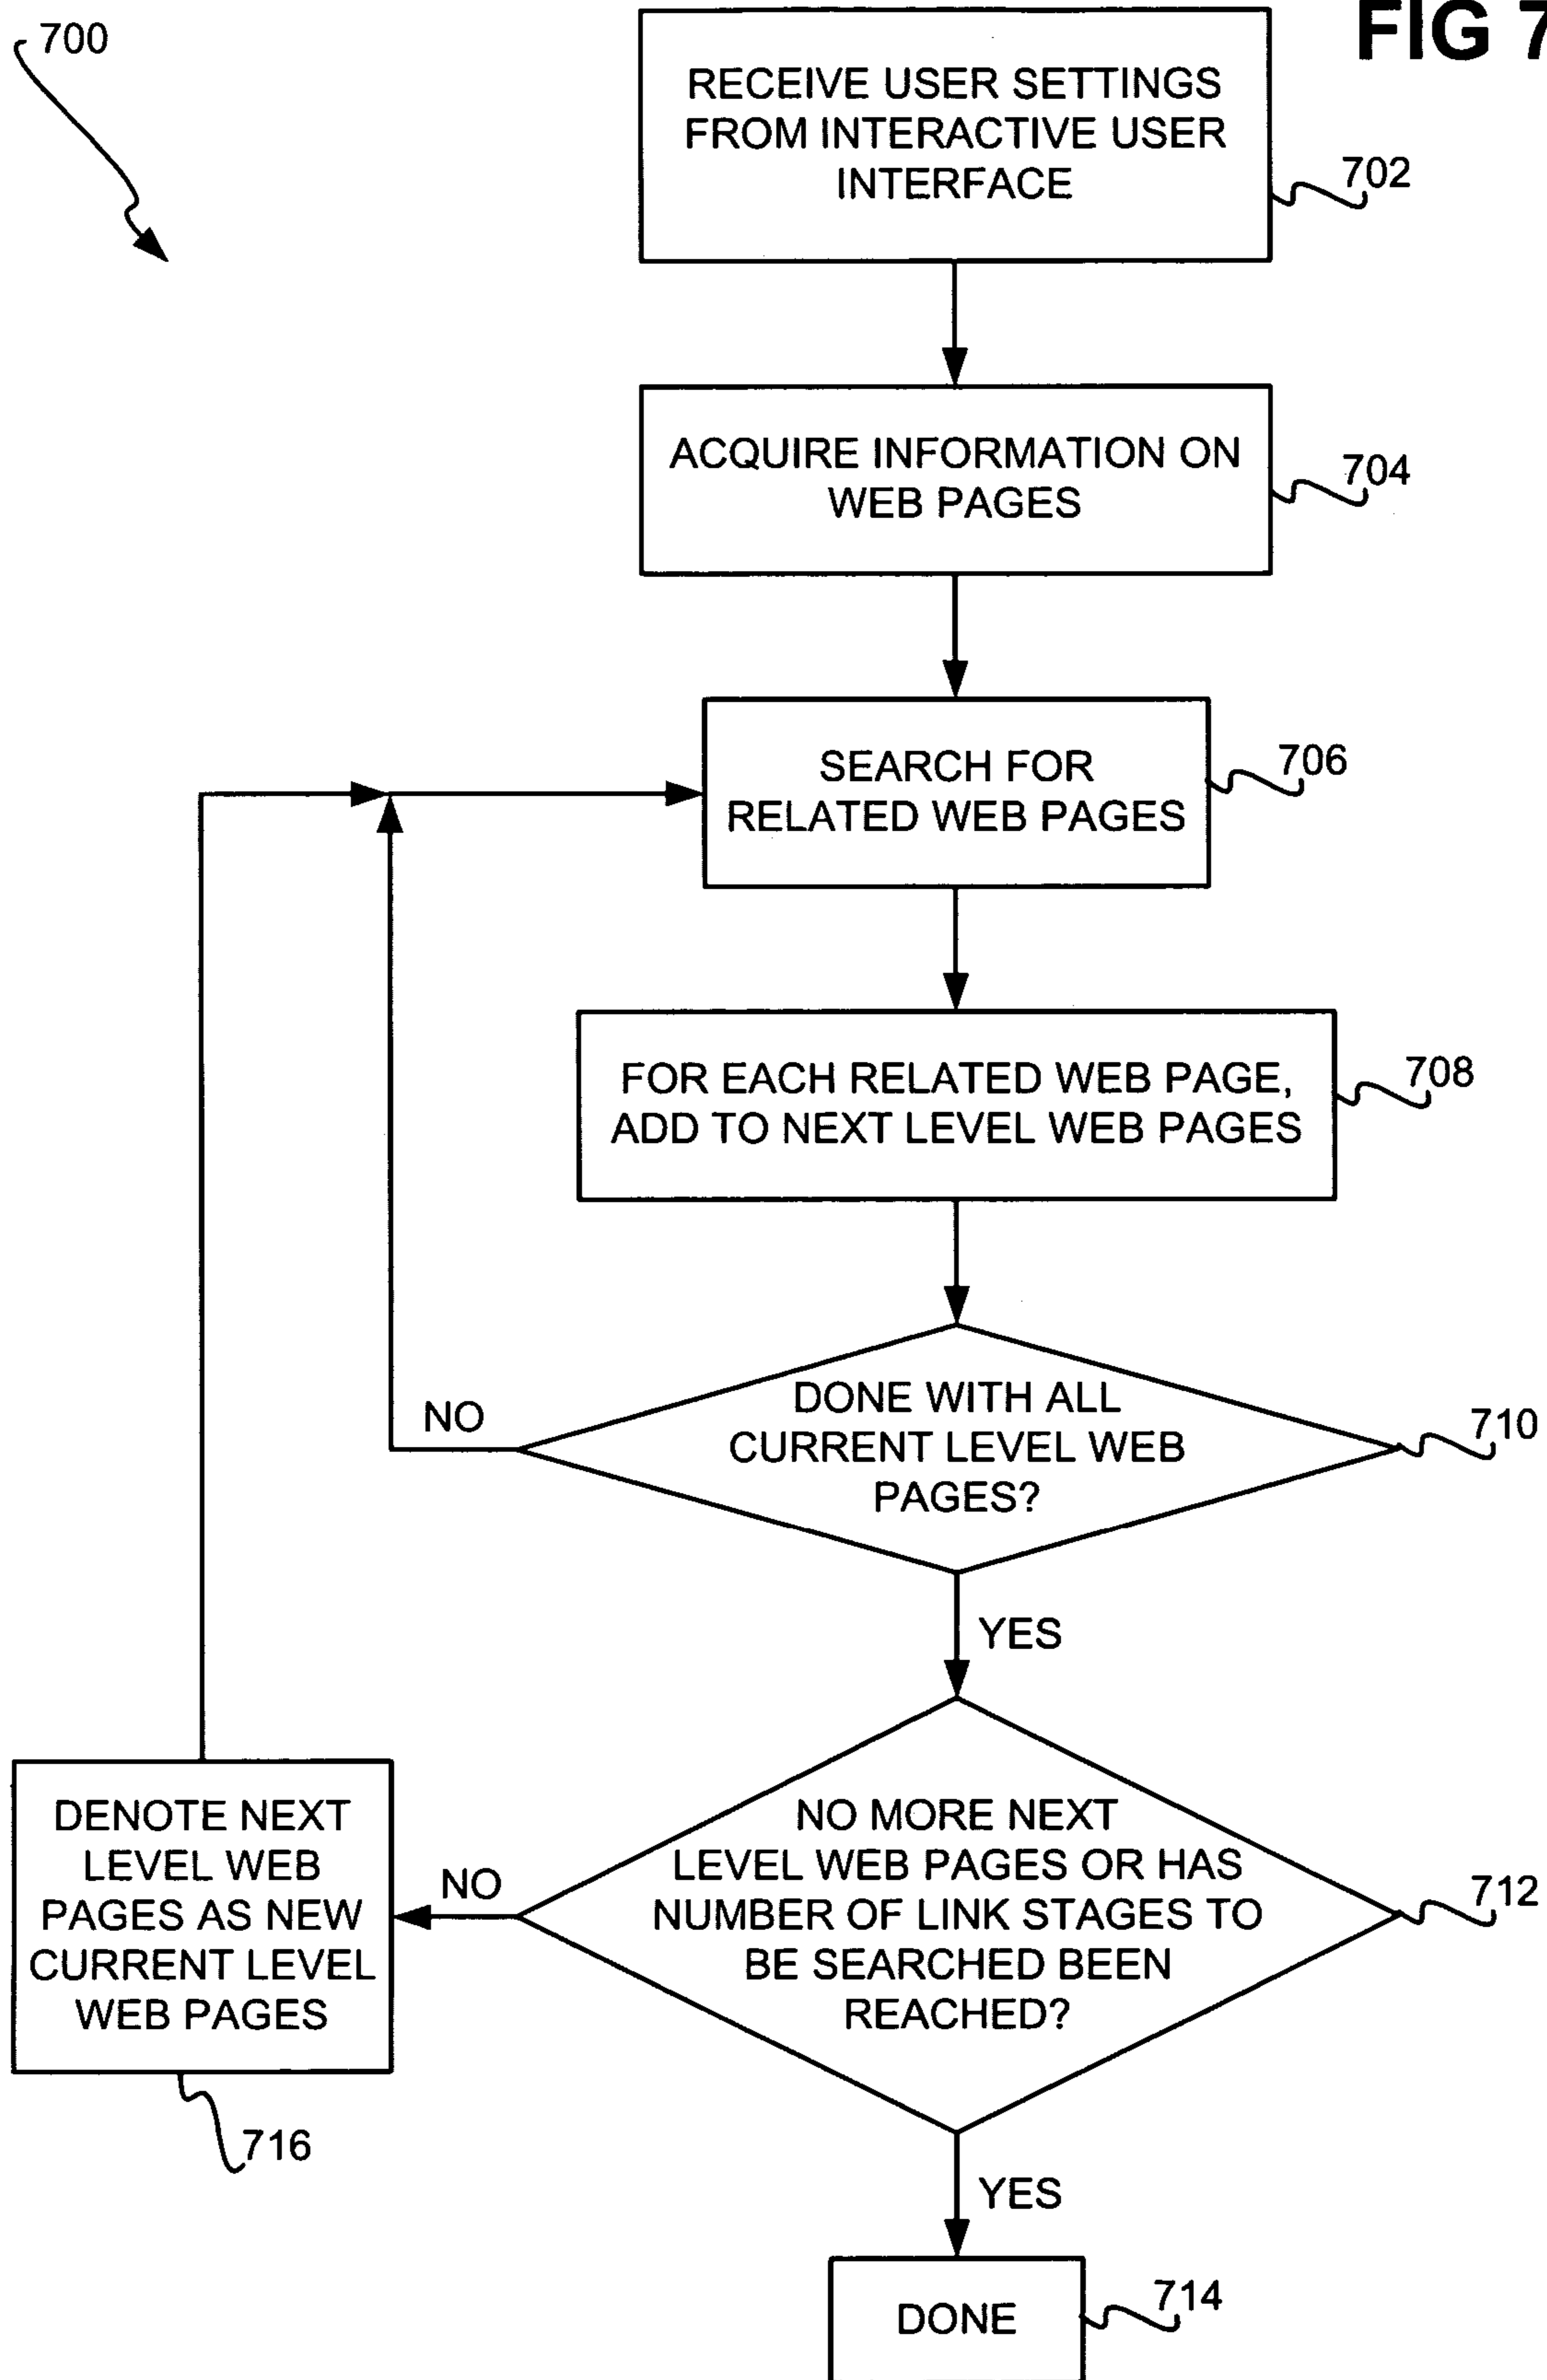 FIG 7
700
RECEIVE USER SETTINGS
FROM INTERACTIVE USER
INTERFACE
702
ACQUIRE INFORMATION ON
WEB PAGES
704
SEARCH FOR
RELATED WEB PAGES
706
FOR EACH RELATED WEB PAGE,
ADD TO NEXT LEVEL WEB PAGES
708
DONE WITH ALL
CURRENT LEVEL WEB
PAGES?
710
NO
YES
NO MORE NEXT
LEVEL WEB PAGES OR HAS
NUMBER OF LINK STAGES TO
BE SEARCHED BEEN
REACHED?
712
NO
DENOTE NEXT
LEVEL WEB
PAGES AS NEW
CURRENT LEVEL
WEB PAGES
716
YES
DONE
714